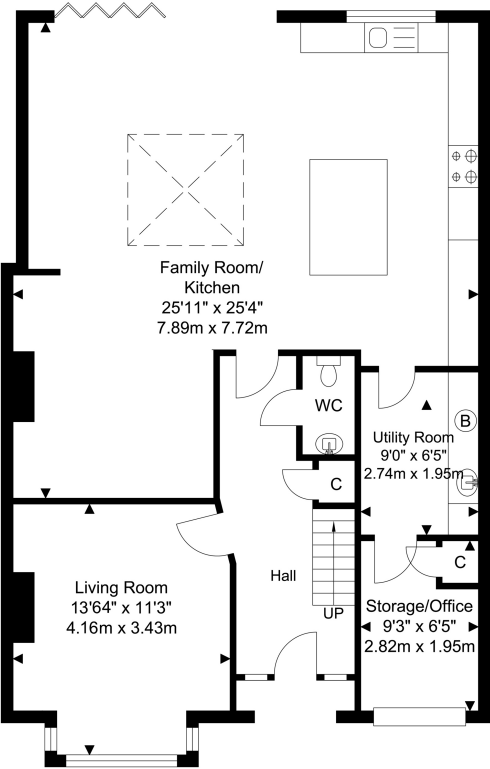 Family Room/
Kitchen
25'11" x 25'4"
7.89m x 7.72m
WC
B
Utility Room
9'0" x 6'5"
2.74m x 1.95m
C
C
Hall
Living Room
13'64" x 11'3"
4.16m x 3.43m
UP
Storage/Office
9'3" x 6'5"
2.82m x 1.95m